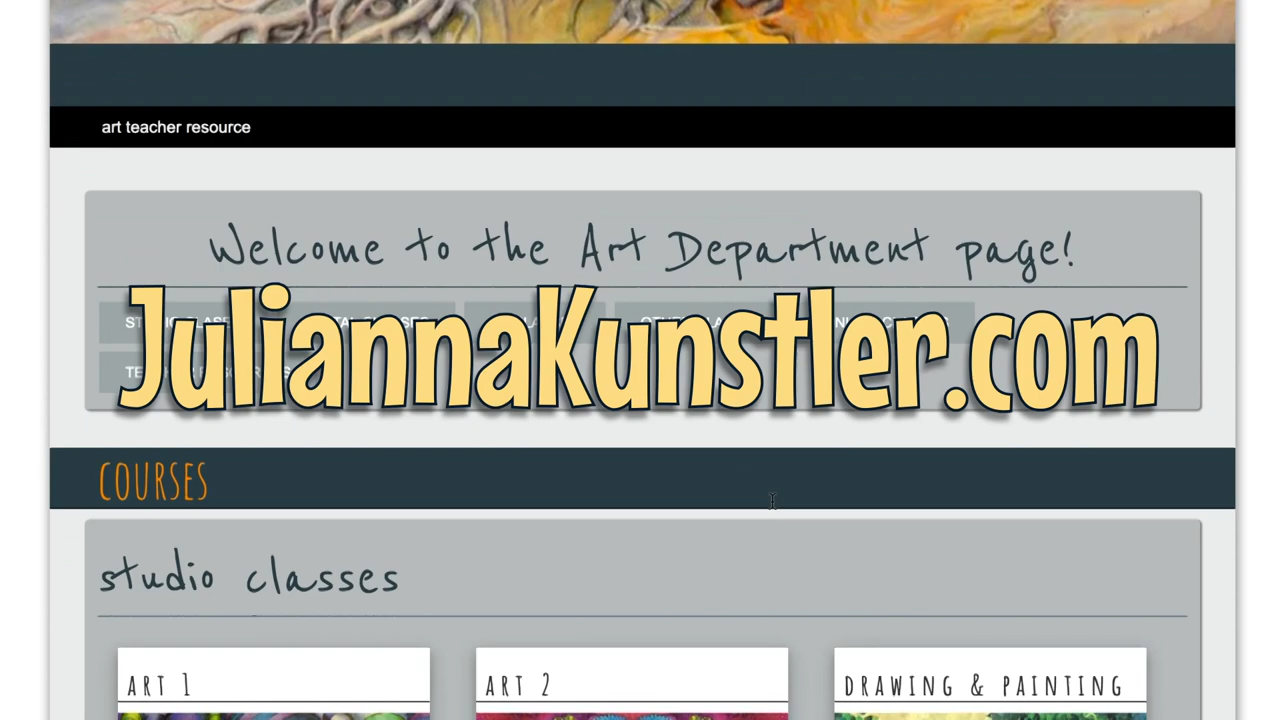 art teacher resource
Welcome to the Art Department page!
JuliannaKunstler.com
COURSES
studio classes
ART 1
ART 2
DRAWING & PAINTING